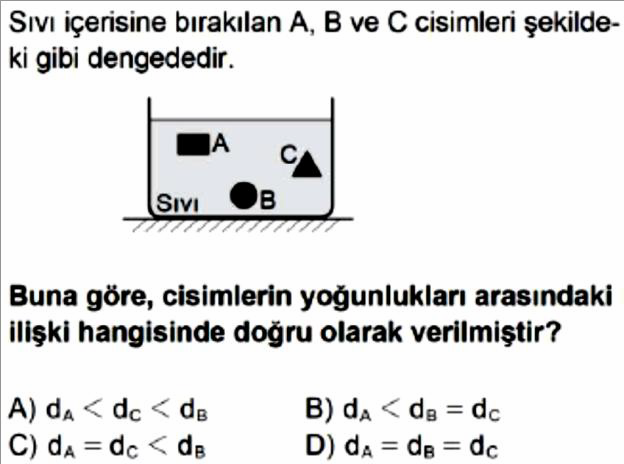 Sıvı içerisine bırakılan A, B ve C cisimleri şekilde-
ki gibi dengededir.
A
C
B
Sıvı
Buna göre, cisimlerin yoğunlukları arasındaki
ilişki hangisinde doğru olarak verilmiştir?
A) dA < dC < dB
B) dA < dB = dC
C) dA = dC < dB
D) dA = dB = dC